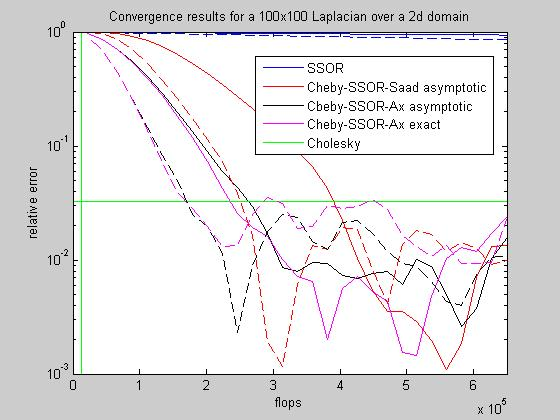 Convergence results for a 100x100 Laplacian over a 2d domain
10^0
10^-1
10^-2
10^-3
relative error
SSOR
Cheby-SSOR-Saad asymptotic
Cbeby-SSOR-Ax asymptotic
Cheby-SSOR-Ax exact
Cholesky
0 1 2 3 4 5 6
flops
x 10^5